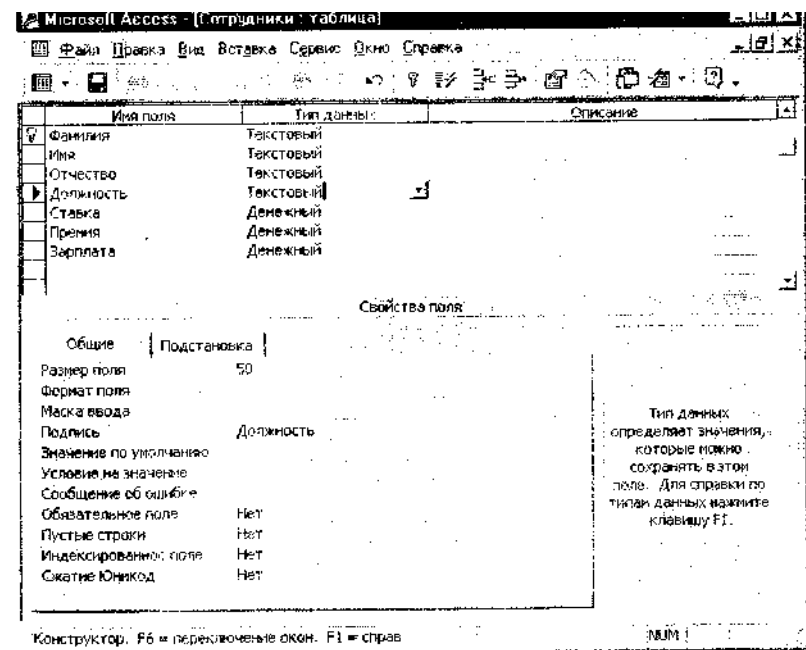 Microsoft Access - [Сотрудники : таблица]
Файл Правка Вид Вставка Сервис Окно Справка
Имя поля Тип данных Описание
Фамилия Текстовый
Имя Текстовый
Отчество Текстовый
Должность Текстовый
Ставка Денежный
Премия Денежный
Зарплата Денежный
Свойства поля
Общие Подстановка
Размер поля 50
Формат поля
Маска ввода
Подпись Должность
Значение по умолчанию
Условие на значение
Сообщение об ошибке
Обязательное поле Нет
Пустые строки Нет
Индексированное поле Нет
Сжатие Юникод Нет
Тип данных
определяет значения,
которые можно
сохранять в этом
поле. Для справки по
типам данных нажмите
клавишу F1.
Конструктор. F6 = переключение окон. F1 = справ
NUM